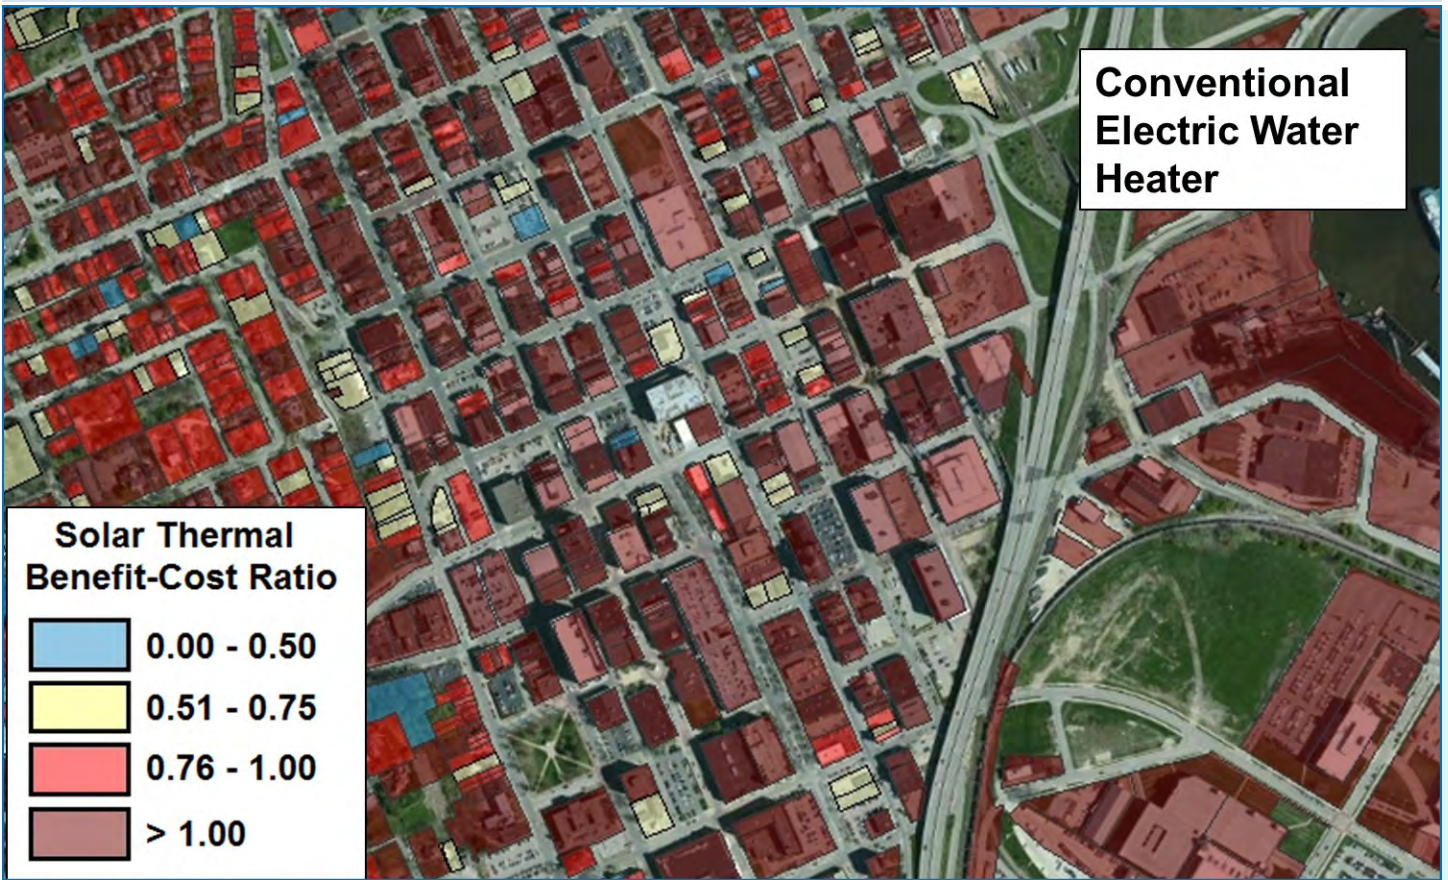 Conventional
Electric Water
Heater
Solar Thermal
Benefit-Cost Ratio
0.00 - 0.50
0.51 - 0.75
0.76 - 1.00
> 1.00